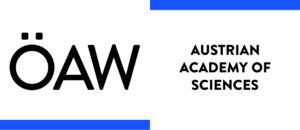 ÖAW
AUSTRIAN
ACADEMY OF
SCIENCES